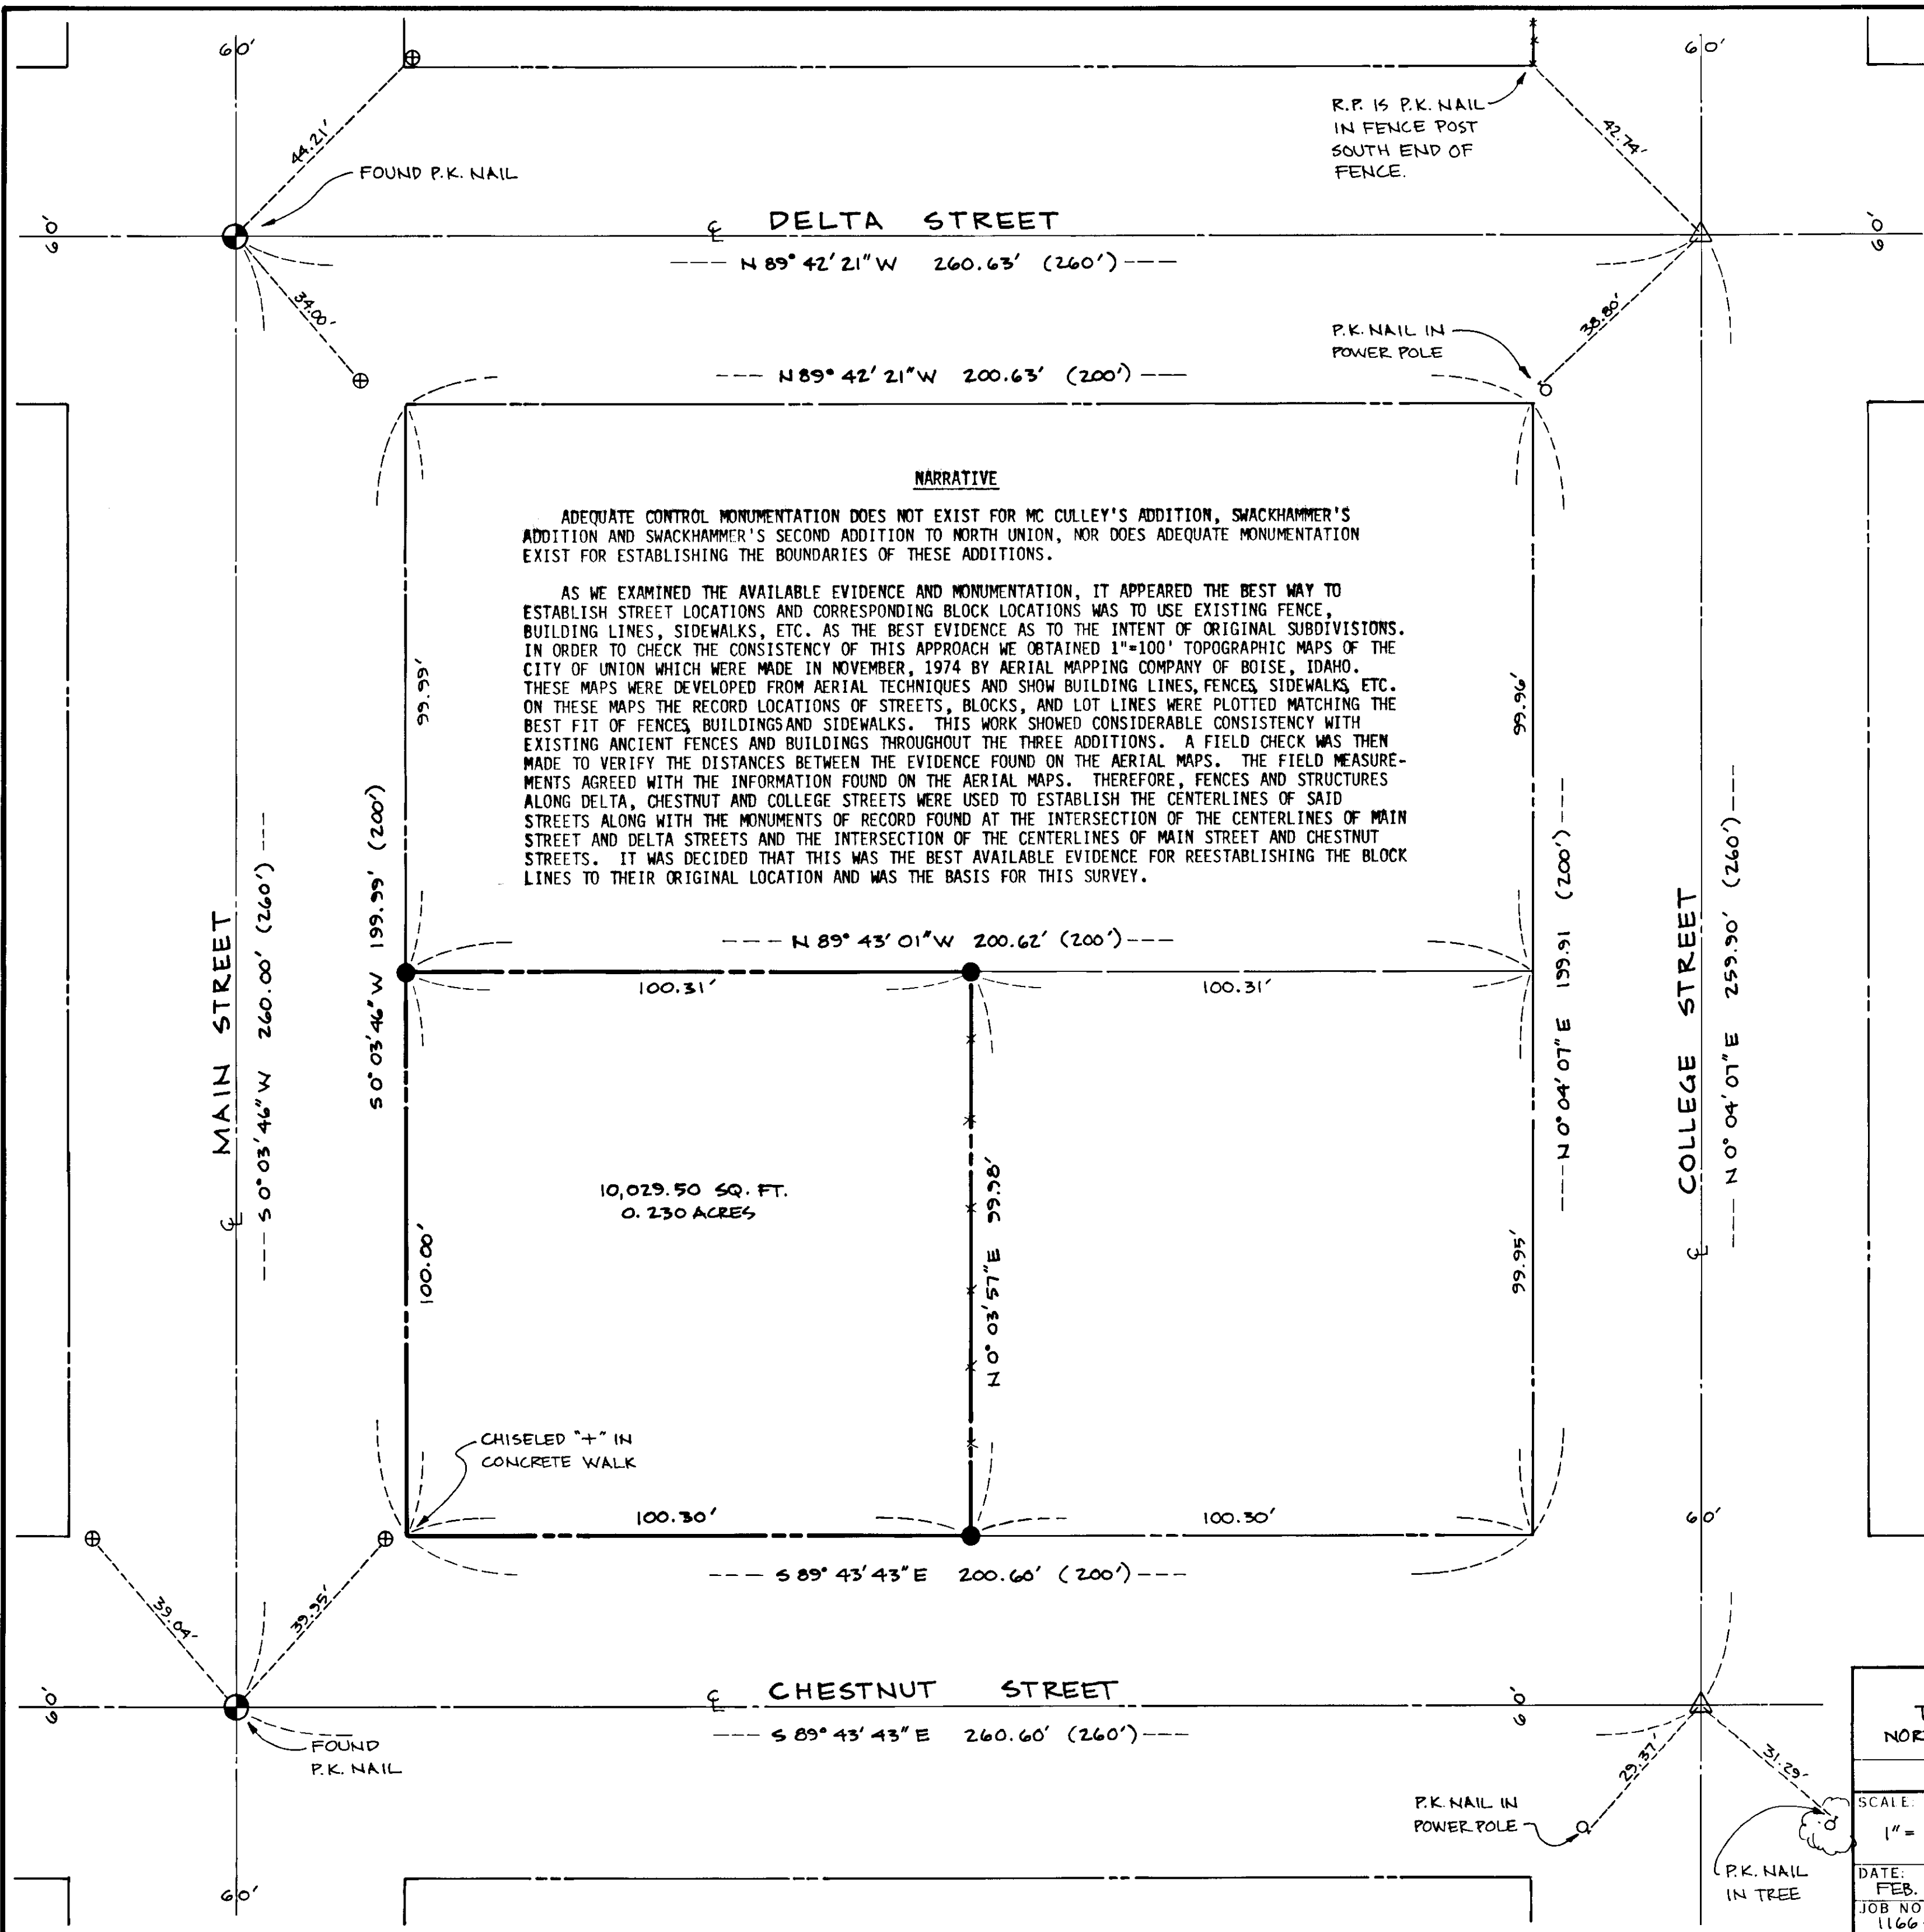 60'
60'
44.21'
FOUND P.K. NAIL
R.P. IS P.K. NAIL
IN FENCE POST
SOUTH END OF
FENCE.
42.74'
60'
℄ DELTA STREET
60'
N 89° 42' 21" W 260.63' (260')
34.00'
P.K. NAIL IN
POWER POLE
38.80'
N 89° 42' 21" W 200.63' (200')
NARRATIVE
ADEQUATE CONTROL MONUMENTATION DOES NOT EXIST FOR MC CULLEY'S ADDITION, SWACKHAMMER'S
ADDITION AND SWACKHAMMER'S SECOND ADDITION TO NORTH UNION, NOR DOES ADEQUATE MONUMENTATION
EXIST FOR ESTABLISHING THE BOUNDARIES OF THESE ADDITIONS.
AS WE EXAMINED THE AVAILABLE EVIDENCE AND MONUMENTATION, IT APPEARED THE BEST WAY TO
ESTABLISH STREET LOCATIONS AND CORRESPONDING BLOCK LOCATIONS WAS TO USE EXISTING FENCE,
BUILDING LINES, SIDEWALKS, ETC. AS THE BEST EVIDENCE AS TO THE INTENT OF ORIGINAL SUBDIVISIONS.
IN ORDER TO CHECK THE CONSISTENCY OF THIS APPROACH WE OBTAINED 1"=100' TOPOGRAPHIC MAPS OF THE
CITY OF UNION WHICH WERE MADE IN NOVEMBER, 1974 BY AERIAL MAPPING COMPANY OF BOISE, IDAHO.
THESE MAPS WERE DEVELOPED FROM AERIAL TECHNIQUES AND SHOW BUILDING LINES, FENCES, SIDEWALKS, ETC.
ON THESE MAPS THE RECORD LOCATIONS OF STREETS, BLOCKS, AND LOT LINES WERE PLOTTED MATCHING THE
BEST FIT OF FENCES, BUILDINGS AND SIDEWALKS. THIS WORK SHOWED CONSIDERABLE CONSISTENCY WITH
EXISTING ANCIENT FENCES AND BUILDINGS THROUGHOUT THE THREE ADDITIONS. A FIELD CHECK WAS THEN
MADE TO VERIFY THE DISTANCES BETWEEN THE EVIDENCE FOUND ON THE AERIAL MAPS. THE FIELD MEASURE-
MENTS AGREED WITH THE INFORMATION FOUND ON THE AERIAL MAPS. THEREFORE, FENCES AND STRUCTURES
ALONG DELTA, CHESTNUT AND COLLEGE STREETS WERE USED TO ESTABLISH THE CENTERLINES OF SAID
STREETS ALONG WITH THE MONUMENTS OF RECORD FOUND AT THE INTERSECTION OF THE CENTERLINES OF MAIN
STREET AND DELTA STREETS AND THE INTERSECTION OF THE CENTERLINES OF MAIN STREET AND CHESTNUT
STREETS. IT WAS DECIDED THAT THIS WAS THE BEST AVAILABLE EVIDENCE FOR REESTABLISHING THE BLOCK
LINES TO THEIR ORIGINAL LOCATION AND WAS THE BASIS FOR THIS SURVEY.
99.99'
99.96'
℄ MAIN STREET
S 0° 03' 46" W 260.00' (260')
S 0° 03' 46" W 199.99' (200')
N 0° 04' 07" E 199.91 (200')
℄ COLLEGE STREET
N 0° 04' 07" E 259.90' (260')
N 89° 43' 01" W 200.62' (200')
100.31'
100.31'
10,029.50 SQ. FT.
0.230 ACRES
100.00'
N 0° 03' 57" E 99.98'
99.95'
CHISELED "+" IN
CONCRETE WALK
100.30'
100.30'
60'
S 89° 43' 43" E 200.60' (200')
39.04'
39.95'
60'
℄ CHESTNUT STREET
60'
S 89° 43' 43" E 260.60' (260')
FOUND
P.K. NAIL
29.37'
31.29'
P.K. NAIL IN
POWER POLE
P.K. NAIL
IN TREE
60'
T
NOR
SCALE:
1" =
DATE:
FEB.
JOB NO
1166